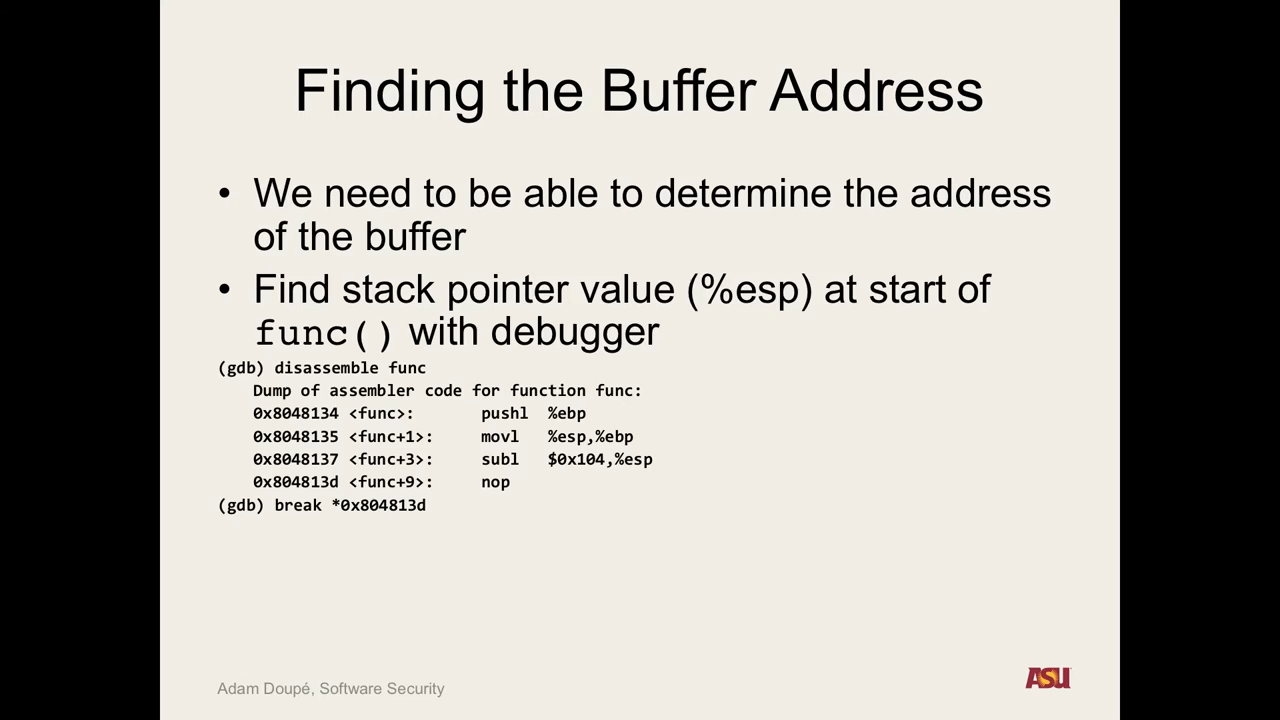 Finding the Buffer Address
• We need to be able to determine the address
of the buffer
• Find stack pointer value (%esp) at start of
func() with debugger
(gdb) disassemble func
Dump of assembler code for function func:
0x8048134 <func>: pushl %ebp
0x8048135 <func+1>: movl %esp,%ebp
0x8048137 <func+3>: subl $0x104,%esp
0x804813d <func+9>: nop
(gdb) break *0x804813d
Adam Doupé, Software Security
ASU